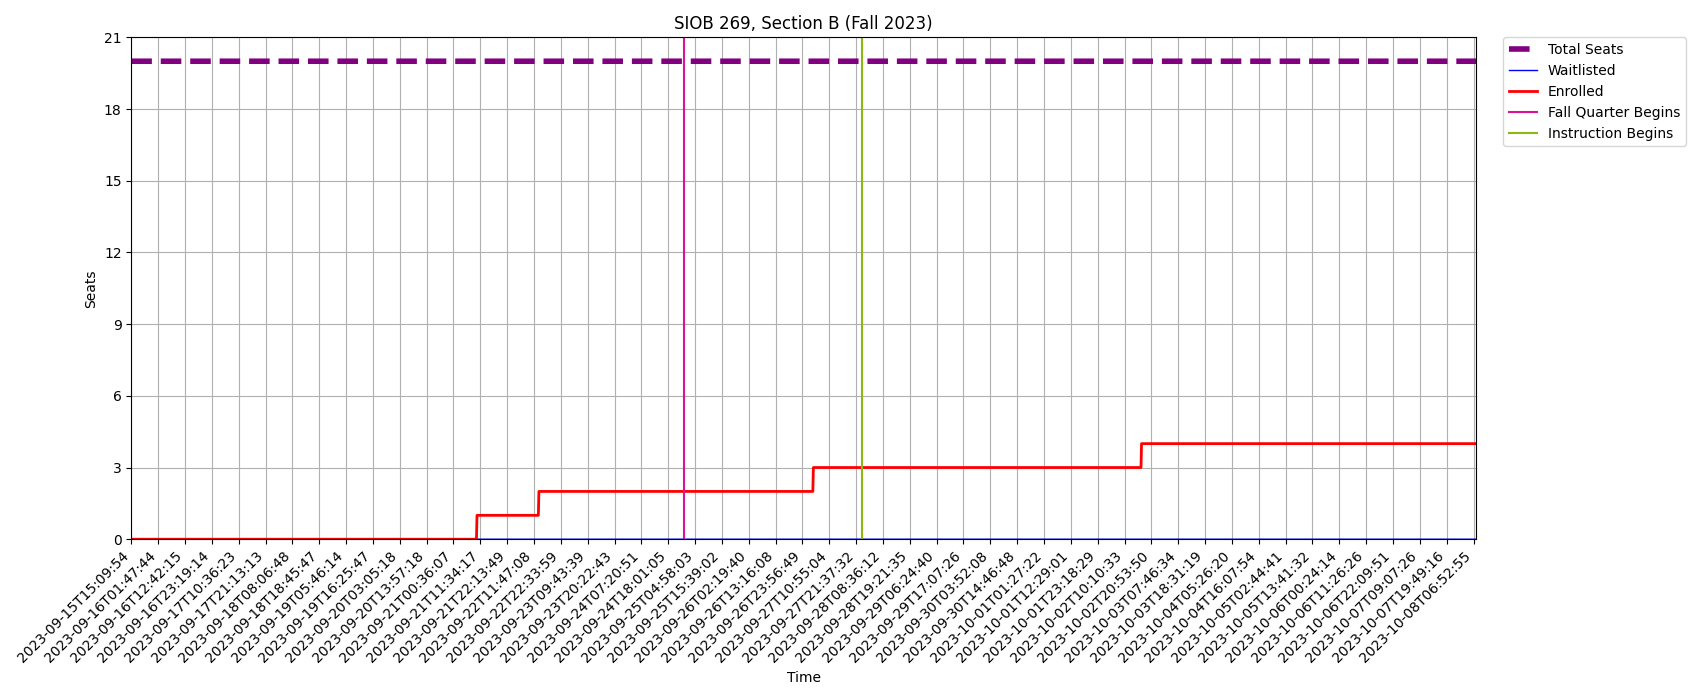 SIOB 269, Section B (Fall 2023)
21
18
15
12
9
6
3
0
Seats
Total Seats
Waitlisted
Enrolled
Fall Quarter Begins
Instruction Begins
2023-09-15T15:09:54
2023-09-16T01:47:44
2023-09-16T12:42:15
2023-09-16T23:19:14
2023-09-17T10:36:23
2023-09-17T21:13:13
2023-09-18T08:06:48
2023-09-18T18:45:47
2023-09-19T05:46:14
2023-09-19T16:25:47
2023-09-20T03:05:18
2023-09-20T13:57:18
2023-09-21T00:36:07
2023-09-21T11:34:17
2023-09-21T22:13:49
2023-09-22T11:47:08
2023-09-22T22:33:59
2023-09-23T09:43:39
2023-09-23T20:22:43
2023-09-24T07:20:51
2023-09-24T18:01:05
2023-09-25T04:58:03
2023-09-25T15:39:02
2023-09-26T02:19:40
2023-09-26T13:16:08
2023-09-26T23:56:49
2023-09-27T10:55:04
2023-09-27T21:37:32
2023-09-28T08:36:12
2023-09-28T19:21:35
2023-09-29T06:24:40
2023-09-29T17:07:26
2023-09-30T03:52:08
2023-09-30T14:46:48
2023-10-01T01:27:22
2023-10-01T12:29:01
2023-10-01T23:18:29
2023-10-02T10:10:33
2023-10-02T20:53:50
2023-10-03T07:46:34
2023-10-03T18:31:19
2023-10-04T05:26:20
2023-10-04T16:07:54
2023-10-05T02:44:41
2023-10-05T13:41:32
2023-10-06T00:24:14
2023-10-06T11:26:26
2023-10-06T22:09:51
2023-10-07T09:07:26
2023-10-07T19:49:16
2023-10-08T06:52:55
Time